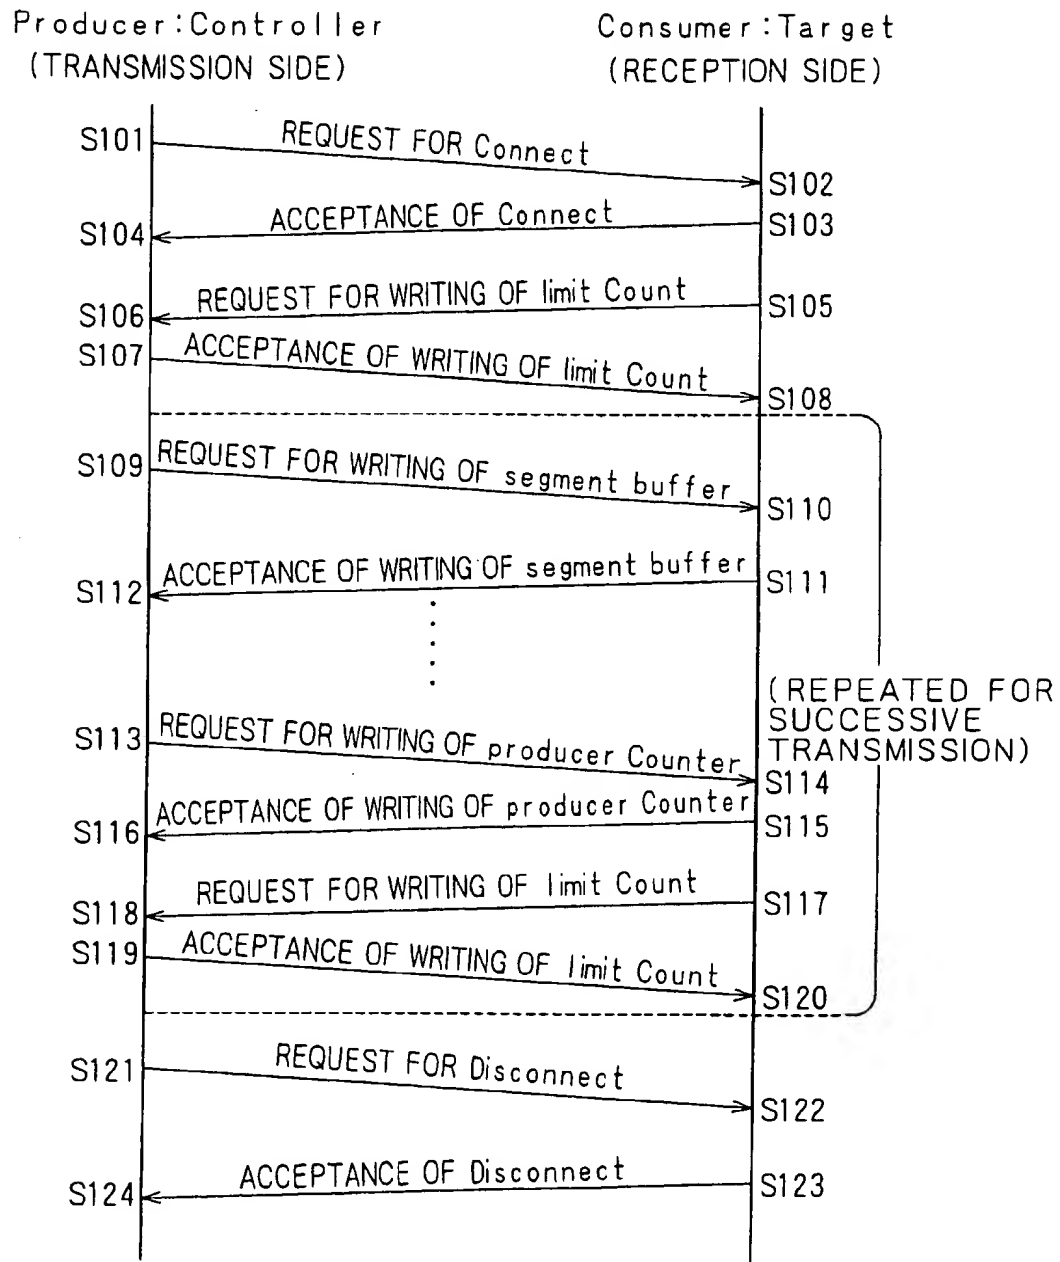 Producer:Controller
Consumer:Target
(TRANSMISSION SIDE)
(RECEPTION SIDE)
S101
REQUEST FOR Connect
S102
ACCEPTANCE OF Connect
S103
S104
REQUEST FOR WRITING OF limit Count
S105
S106
S107
ACCEPTANCE OF WRITING OF limit Count
S108
S109
REQUEST FOR WRITING OF segment buffer
S110
ACCEPTANCE OF WRITING OF segment buffer
S111
S112
(REPEATED FOR
SUCCESSIVE
TRANSMISSION)
S113
REQUEST FOR WRITING OF producer Counter
S114
ACCEPTANCE OF WRITING OF producer Counter
S115
S116
REQUEST FOR WRITING OF limit Count
S117
S118
S119
ACCEPTANCE OF WRITING OF limit Count
S120
S121
REQUEST FOR Disconnect
S122
ACCEPTANCE OF Disconnect
S123
S124